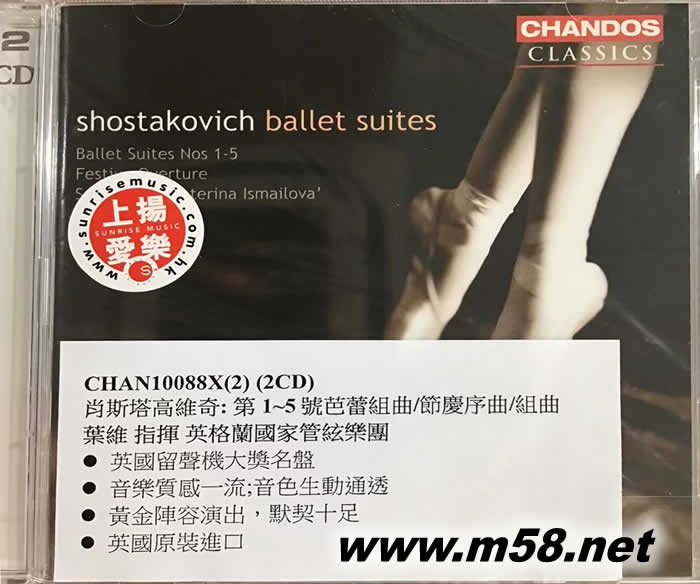 2
CD
CHANDOS
CLASSICS
shostakovich ballet suites
Ballet Suites Nos 1-5
Overture
Ismailova'
www.sunrisemusic.com.hk
上揚
SUNRISE MUSIC
愛樂
S
CHAN10088X(2) (2CD)
肖斯塔高維奇: 第 1~5 號芭蕾組曲/節慶序曲/組曲
葉維 指揮 英格蘭國家管絃樂團
● 英國留聲機大獎名盤
● 音樂質感一流;音色生動通透
● 黃金陣容演出，默契十足
● 英國原裝進口
www.m58.net